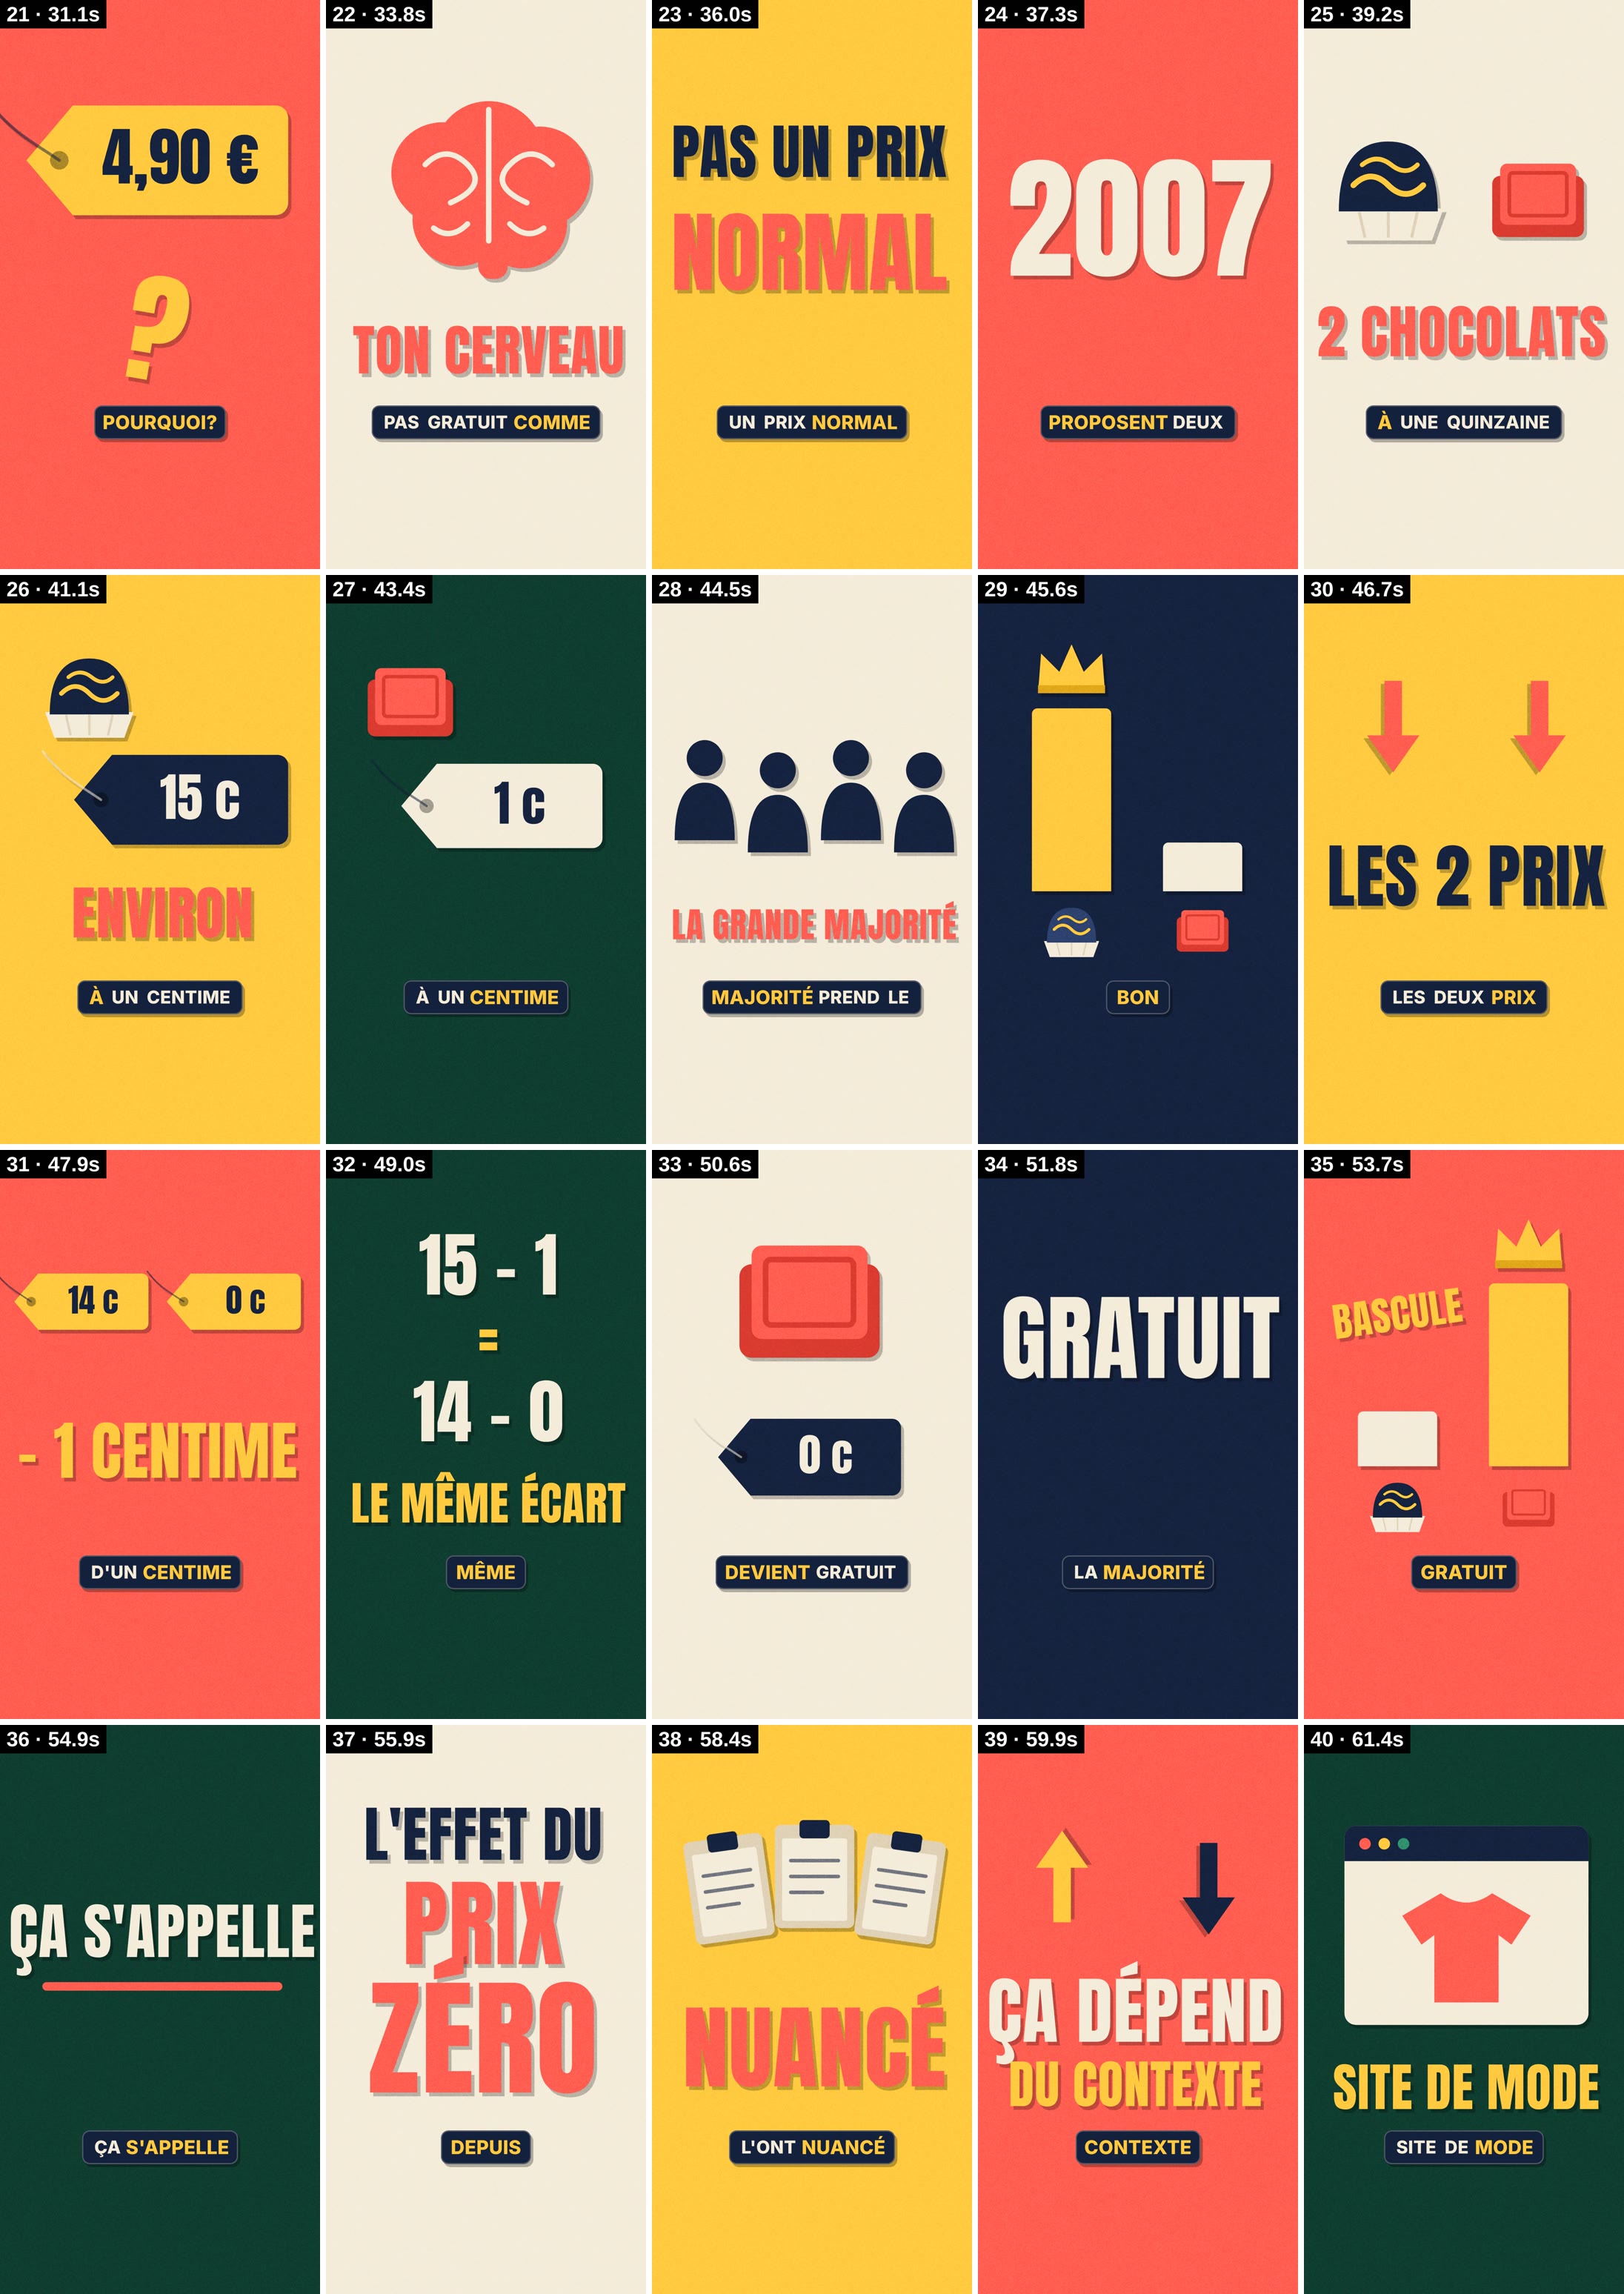 21 · 31.1s
4,90 €
?
POURQUOI?
22 · 33.8s
TON CERVEAU
PAS GRATUIT COMME
23 · 36.0s
PAS UN PRIX
NORMAL
UN PRIX NORMAL
24 · 37.3s
2007
PROPOSENT DEUX
25 · 39.2s
2 CHOCOLATS
À UNE QUINZAINE
26 · 41.1s
15 c
ENVIRON
À UN CENTIME
27 · 43.4s
1 c
À UN CENTIME
28 · 44.5s
LA GRANDE MAJORITÉ
MAJORITÉ PREND LE
29 · 45.6s
BON
30 · 46.7s
LES 2 PRIX
LES DEUX PRIX
31 · 47.9s
14 c
0 c
- 1 CENTIME
D'UN CENTIME
32 · 49.0s
15 - 1
=
14 - 0
LE MÊME ÉCART
MÊME
33 · 50.6s
0 c
DEVIENT GRATUIT
34 · 51.8s
GRATUIT
LA MAJORITÉ
35 · 53.7s
BASCULE
GRATUIT
36 · 54.9s
ÇA S'APPELLE
ÇA S'APPELLE
37 · 55.9s
L'EFFET DU
PRIX
ZÉRO
DEPUIS
38 · 58.4s
NUANCÉ
L'ONT NUANCÉ
39 · 59.9s
ÇA DÉPEND
DU CONTEXTE
CONTEXTE
40 · 61.4s
SITE DE MODE
SITE DE MODE